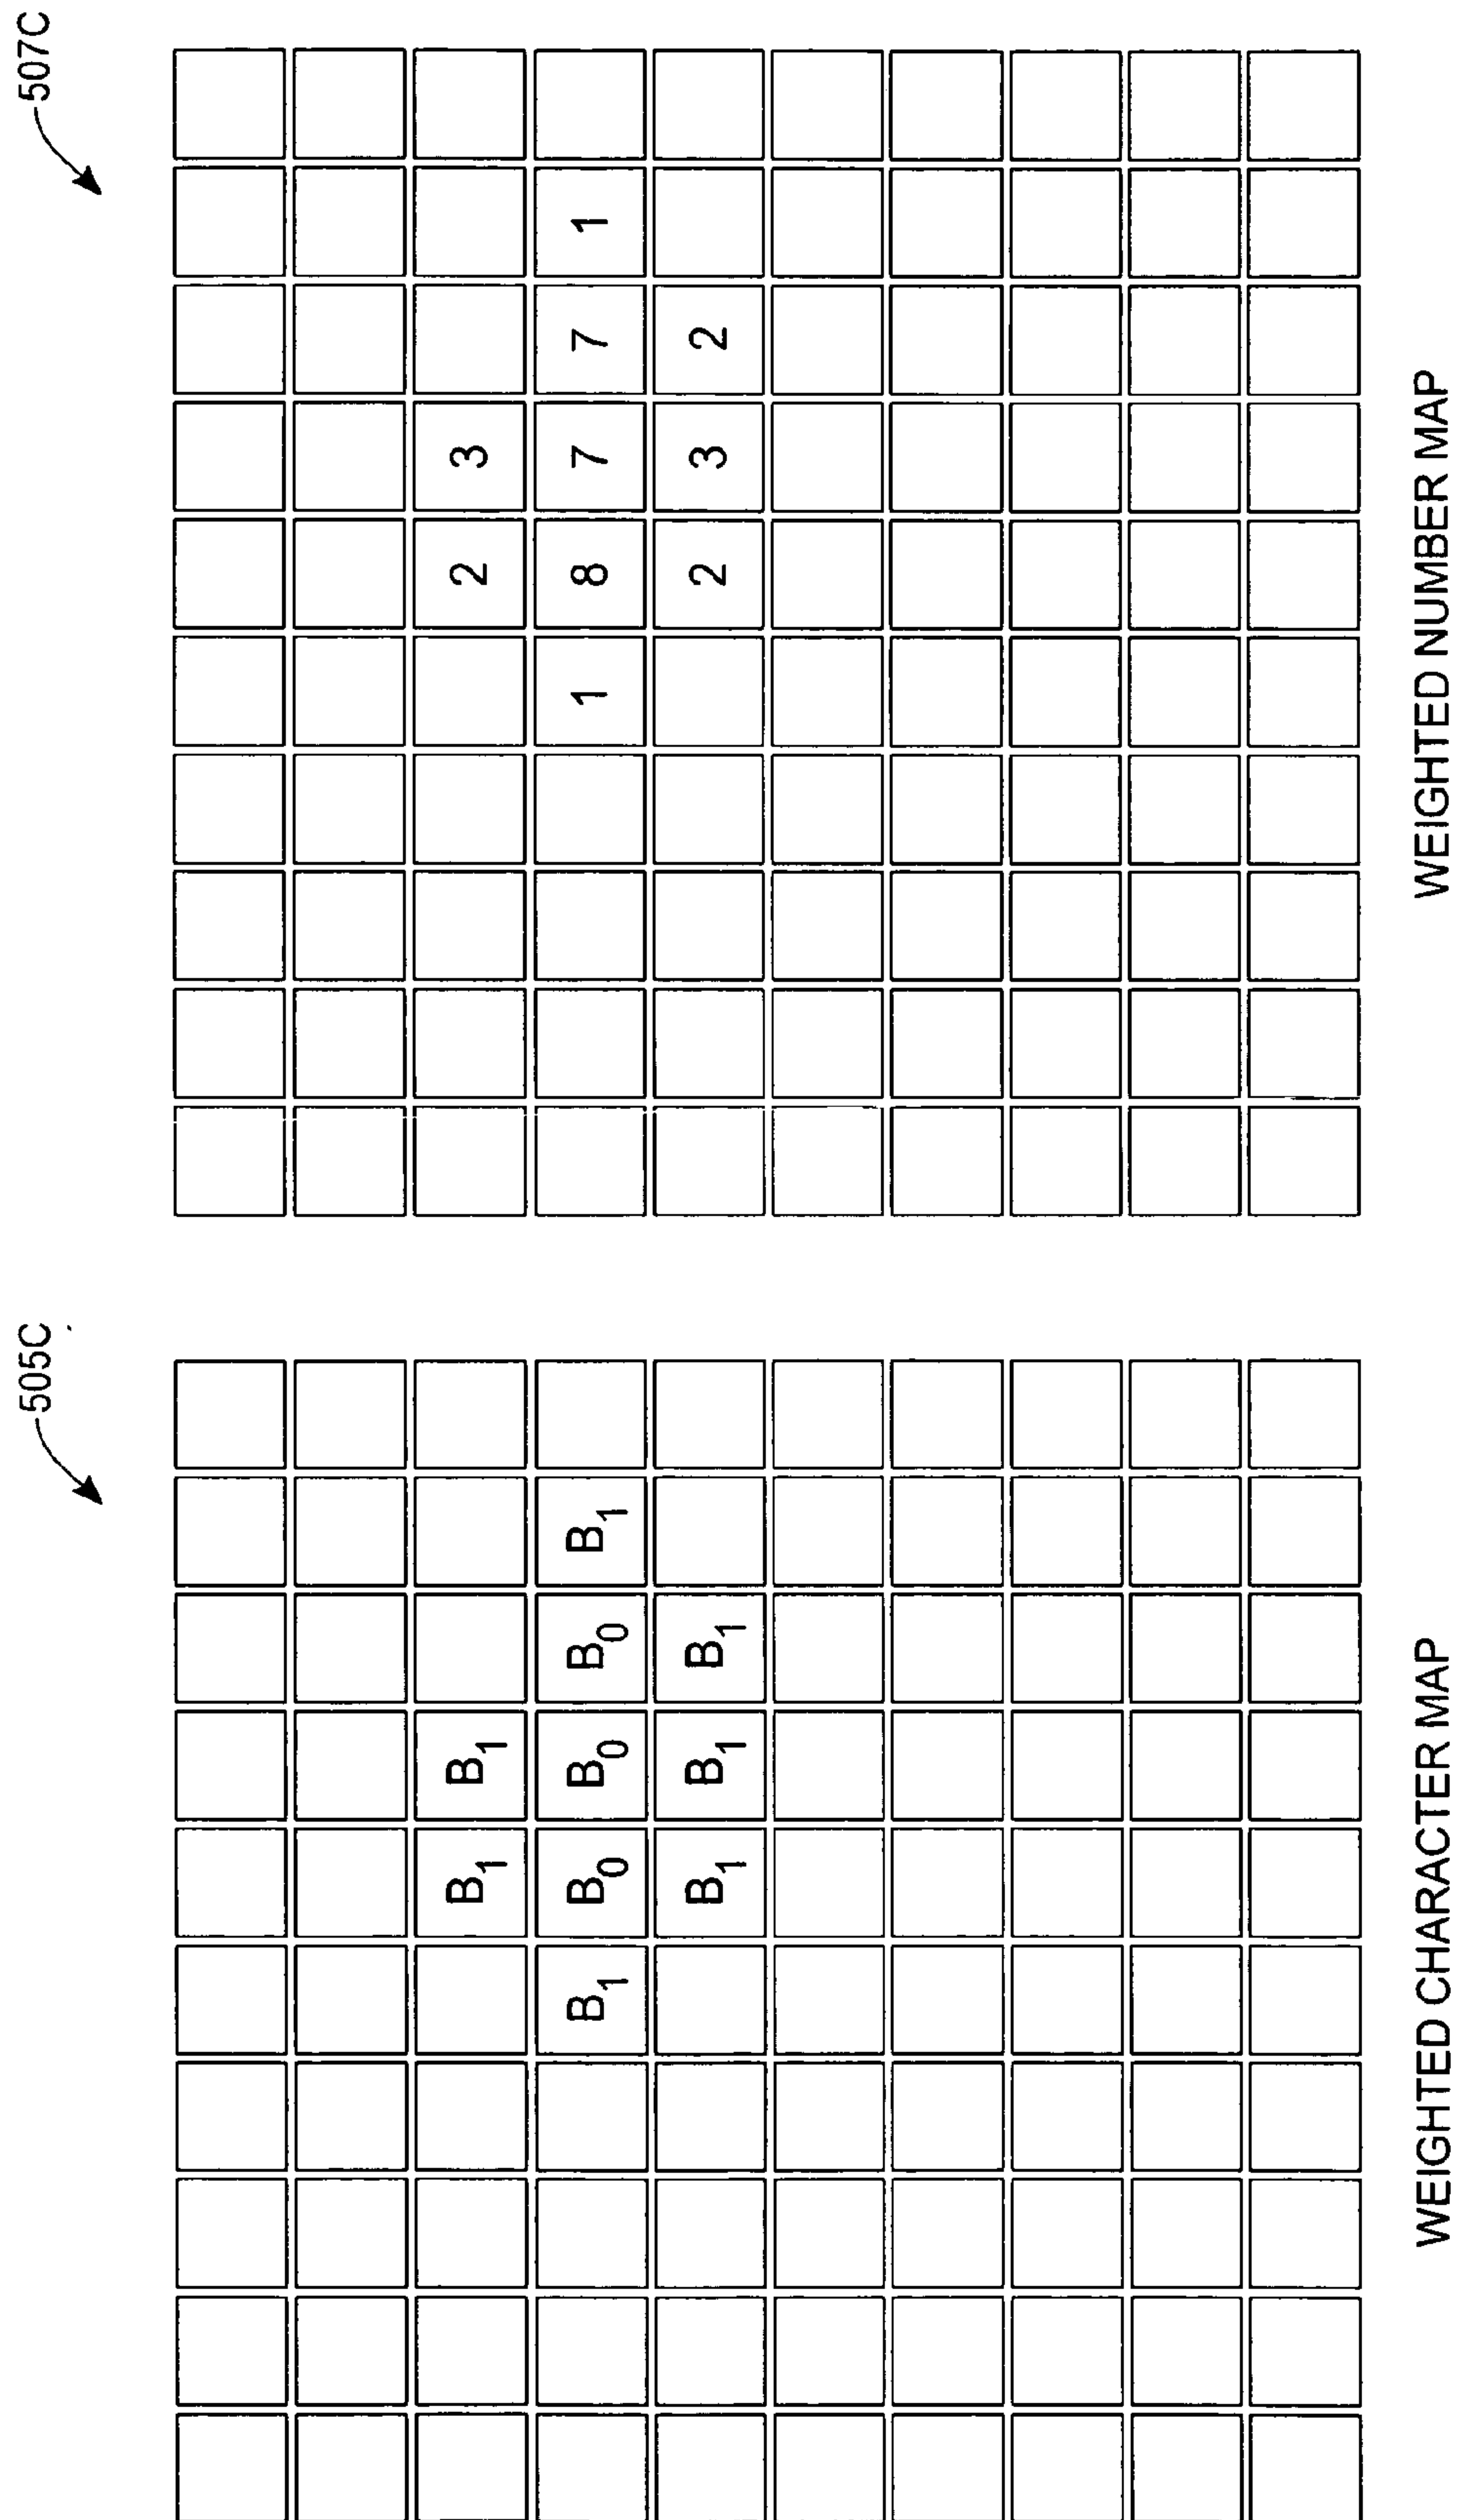 505C
B₁ B₁
B₁ B₀ B₀ B₀ B₁
B₁ B₁ B₁
WEIGHTED CHARACTER MAP
507C
2 3
1 8 7 7 1
2 3 2
WEIGHTED NUMBER MAP